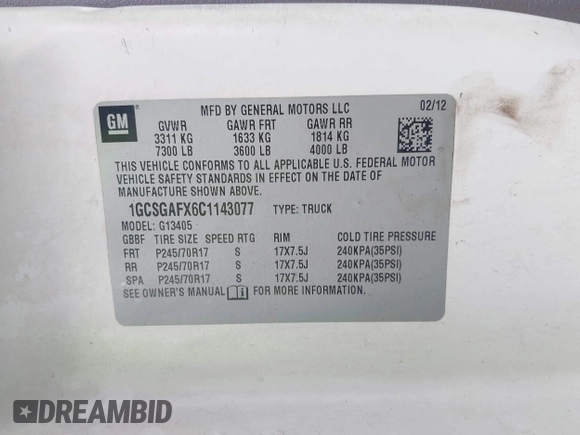 GM
MFD BY GENERAL MOTORS LLC 02/12
GVWR GAWR FRT GAWR RR
3311 KG 1633 KG 1814 KG
7300 LB 3600 LB 4000 LB
THIS VEHICLE CONFORMS TO ALL APPLICABLE U.S. FEDERAL MOTOR
VEHICLE SAFETY STANDARDS IN EFFECT ON THE DATE OF
MANUFACTURE SHOWN ABOVE.
1GCSGAFX6C1143077 TYPE: TRUCK
MODEL: G13405
GBBF TIRE SIZE SPEED RTG RIM COLD TIRE PRESSURE
FRT P245/70R17 S 17X7.5J 240KPA(35PSI)
RR P245/70R17 S 17X7.5J 240KPA(35PSI)
SPA P245/70R17 S 17X7.5J 240KPA(35PSI)
SEE OWNER'S MANUAL FOR MORE INFORMATION.
DREAMBID